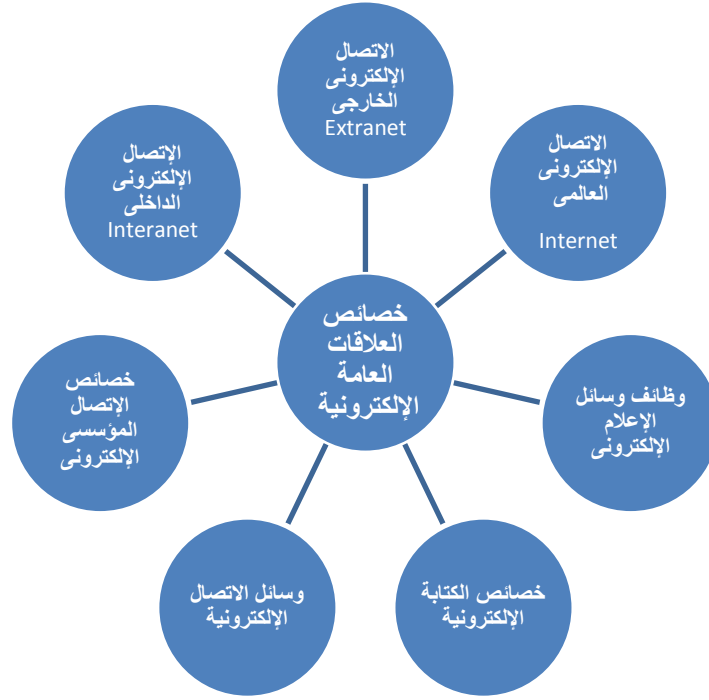 الاتصال
الإلكترونى
الخارجى
Extranet
الاتصال
الإلكترونى
العالمى
Internet
وظائف وسائل
الإعلام
الإلكترونى
خصائص الكتابة
الإلكترونية
وسائل الاتصال
الإلكترونية
خصائص
الإتصال
المؤسسى
الإلكترونى
الإتصال
الإلكترونى
الداخلى
Interanet
خصائص
العلاقات
العامة
الإلكترونية